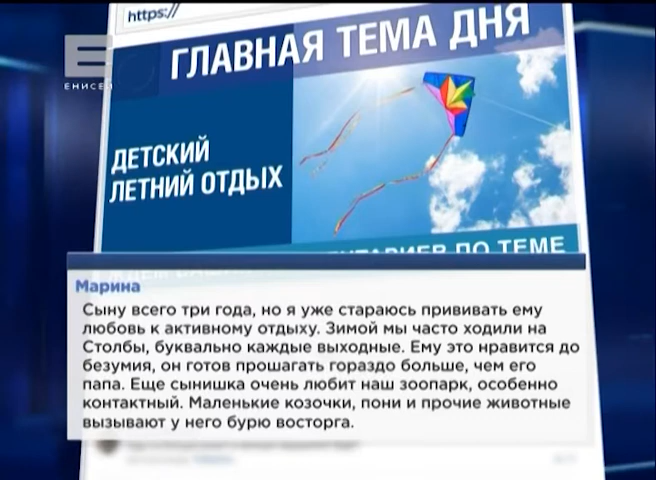 https://
ГЛАВНАЯ ТЕМА ДНЯ
ЕНИСЕЙ
ДЕТСКИЙ
ЛЕТНИЙ ОТДЫХ
ПО ТЕМЕ
Марина
Сыну всего три года, но я уже стараюсь прививать ему
любовь к активному отдыху. Зимой мы часто ходили на
Столбы, буквально каждые выходные. Ему это нравится до
безумия, он готов прошагать гораздо больше, чем его
папа. Еще сынишка очень любит наш зоопарк, особенно
контактный. Маленькие козочки, пони и прочие животные
вызывают у него бурю восторга.